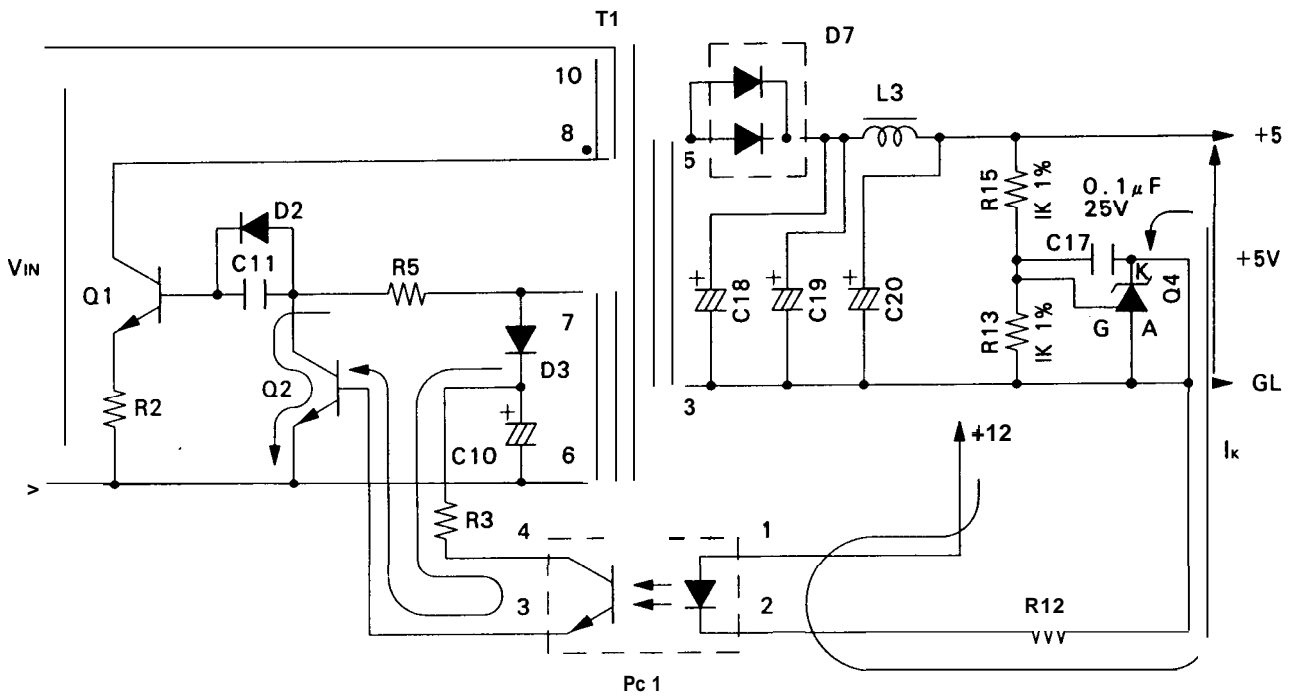 T1
D7
10
L3
8
5
+5
R15
IK 1%
0.1μF
25V
D2
C17
VIN
C11
R5
K
+5V
Q1
Q4
C18
C19
C20
7
R13
IK 1%
G
A
D3
Q2
R2
3
GL
+
+
+
+
C10
6
+12
IK
>
R3
4
1
3
2
R12
Pc 1